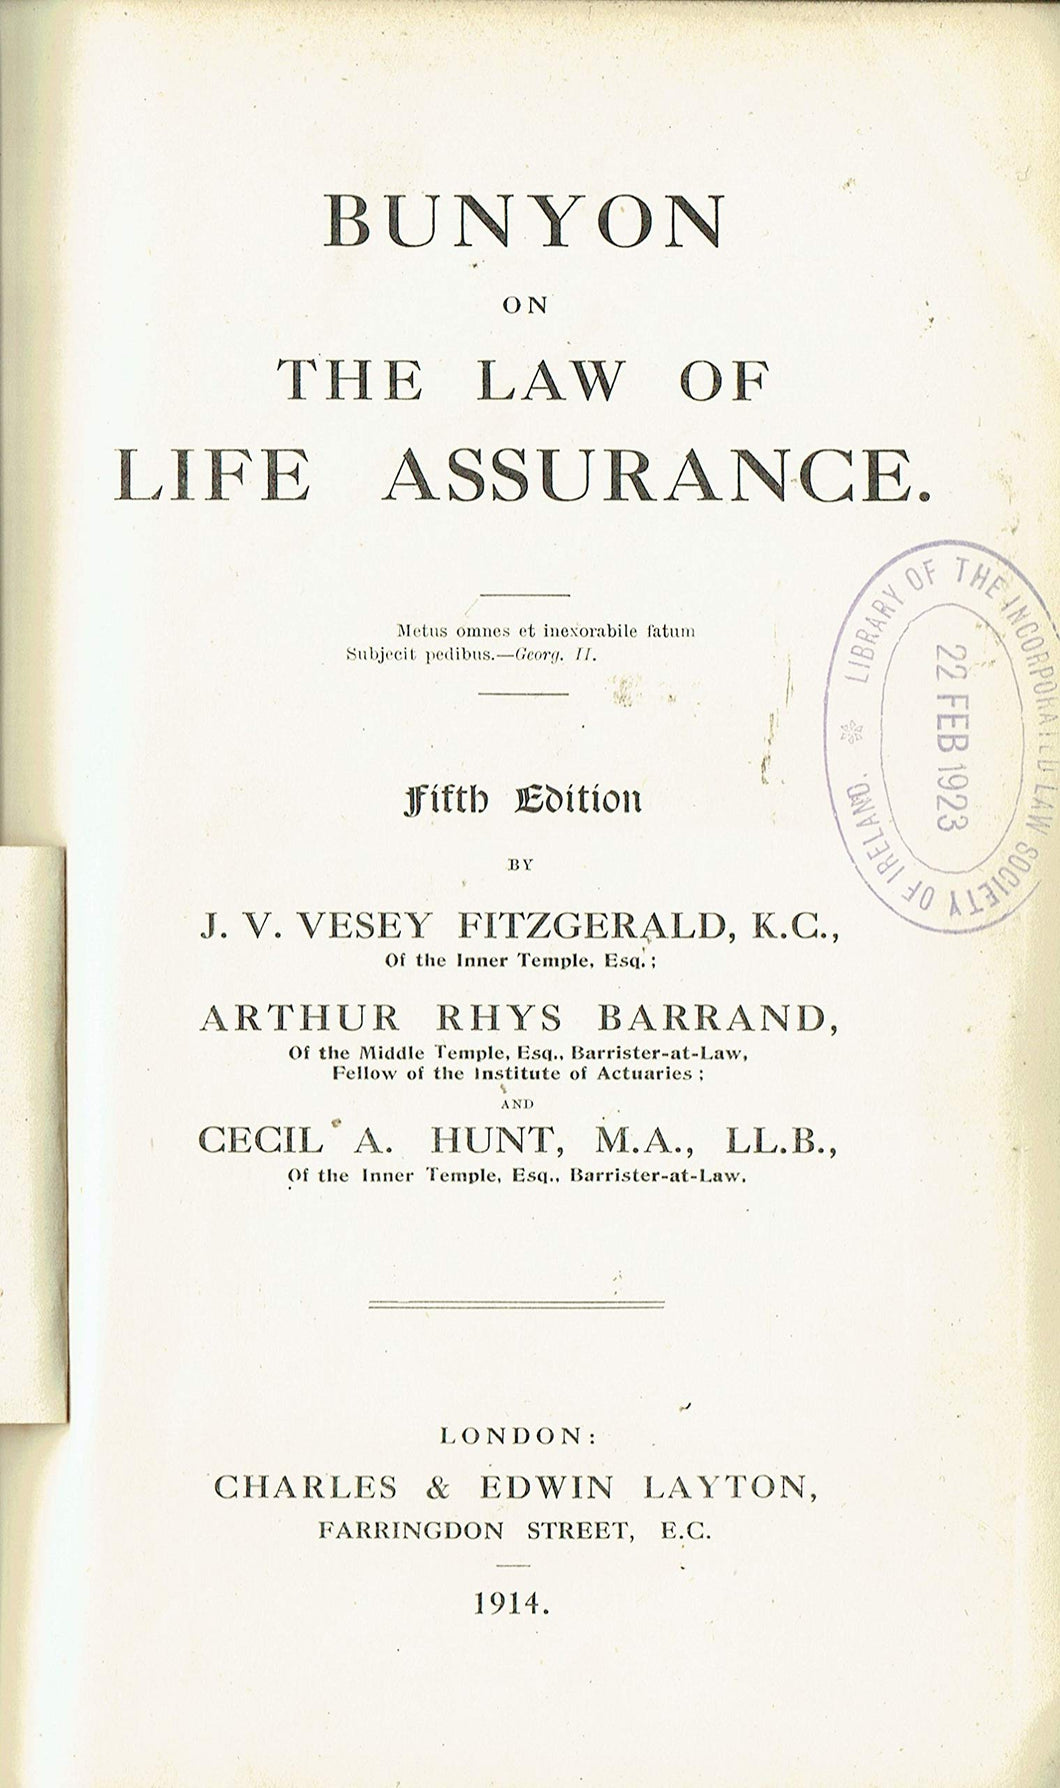 BUNYON
ON
THE LAW OF
LIFE ASSURANCE.
Metus omnes et inexorabile fatum
Subjecit pedibus.—Georg. II.
Fifth Edition
BY
J. V. VESEY FITZGERALD, K.C.,
Of the Inner Temple, Esq.;
ARTHUR RHYS BARRAND,
Of the Middle Temple, Esq., Barrister-at-Law,
Fellow of the Institute of Actuaries;
AND
CECIL A. HUNT, M.A., LL.B.,
Of the Inner Temple, Esq., Barrister-at-Law.
LONDON:
CHARLES & EDWIN LAYTON,
FARRINGDON STREET, E.C.
1914.
LIBRARY OF THE INCORPORATED LAW SOCIETY OF IRELAND.
22 FEB 1923